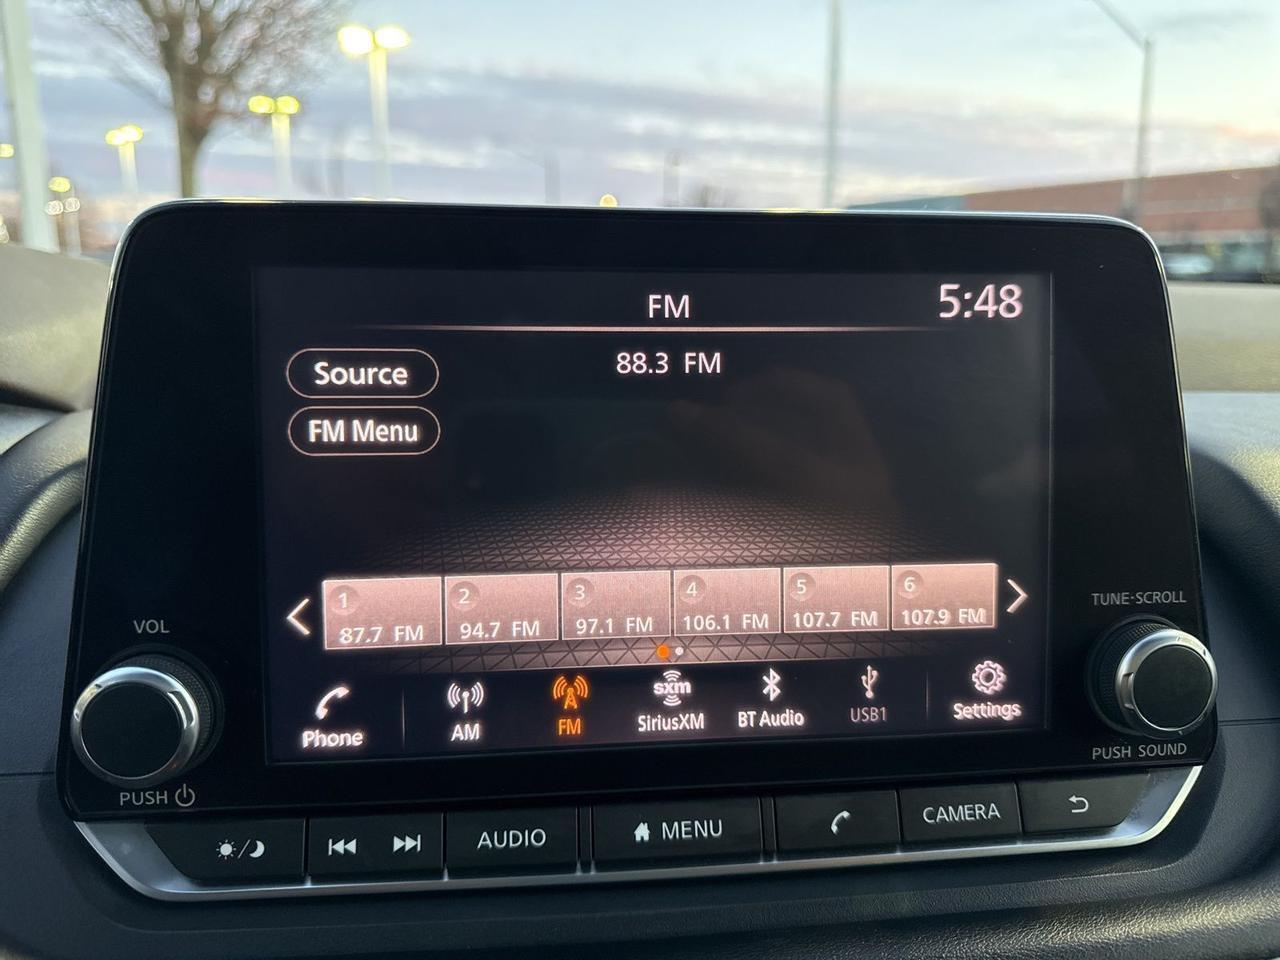 FM
5:48
88.3 FM
Source
FM Menu
1
87.7 FM
2
94.7 FM
3
97.1 FM
4
106.1 FM
5
107.7 FM
6
107.9 FM
VOL
PUSH
TUNE·SCROLL
PUSH SOUND
Phone
AM
FM
sxm
SiriusXM
BT Audio
USB1
Settings
AUDIO
MENU
CAMERA